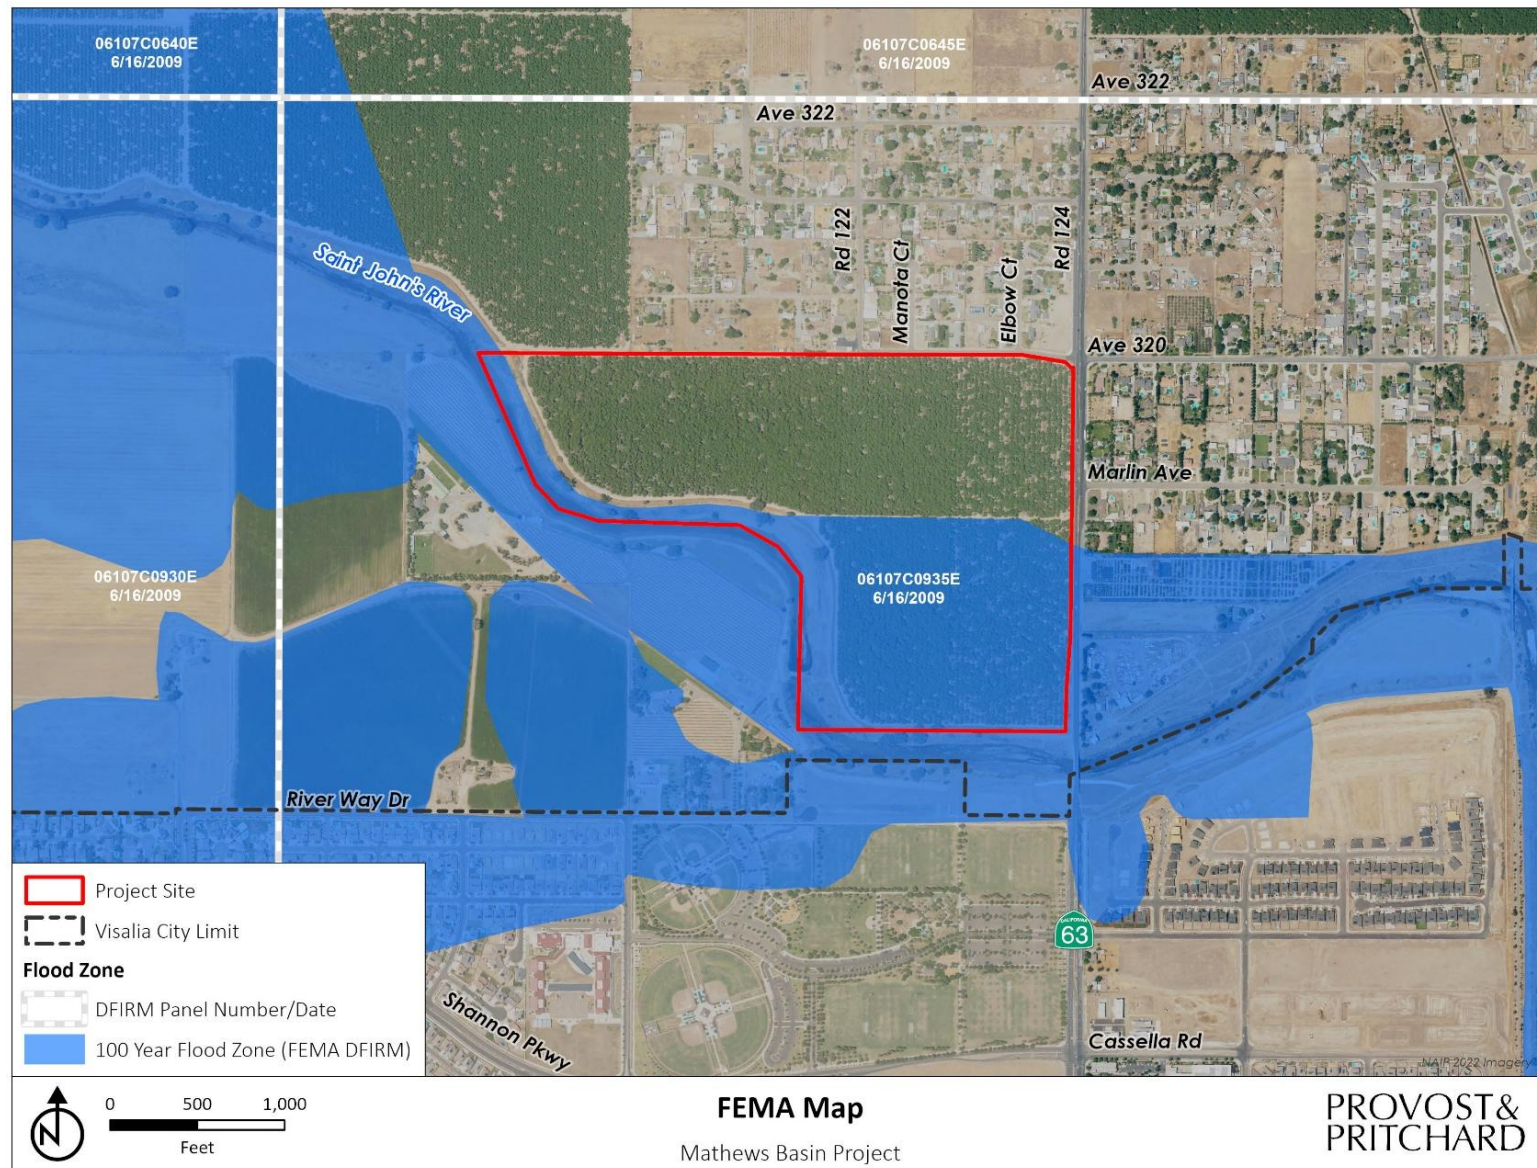 06107C0640E
6/16/2009
06107C0645E
6/16/2009
Ave 322
Ave 322
Saint John's River
Rd 122
Manota Ct
Elbow Ct
Rd 124
Ave 320
Marlin Ave
06107C0930E
6/16/2009
06107C0935E
6/16/2009
River Way Dr
CALIFORNIA
63
Shannon Pkwy
Cassella Rd
NAIP 2022 Imagery
Project Site
Visalia City Limit
Flood Zone
DFIRM Panel Number/Date
100 Year Flood Zone (FEMA DFIRM)
N
0 500 1,000
Feet
FEMA Map
Mathews Basin Project
PROVOST&
PRITCHARD